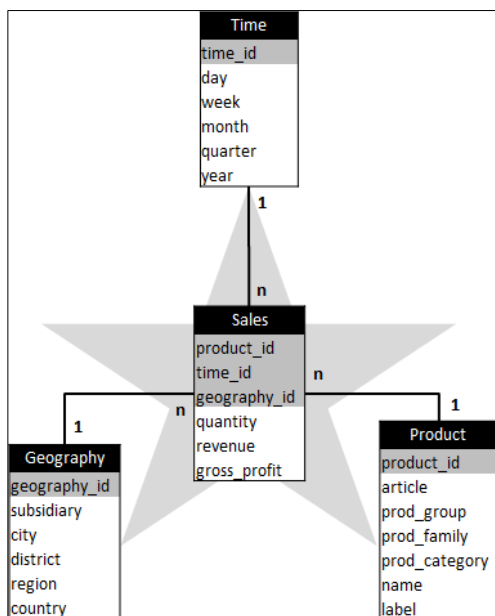 Time
time_id
day
week
month
quarter
year
1
n
Sales
product_id
time_id
geography_id
quantity
revenue
gross_profit
n
1
Geography
geography_id
subsidiary
city
district
region
country
n
1
Product
product_id
article
prod_group
prod_family
prod_category
name
label